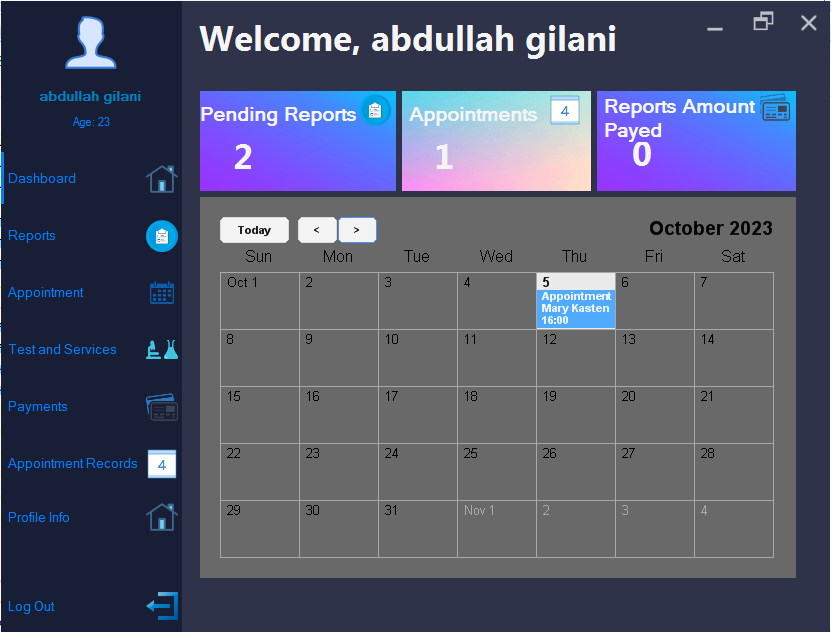 abdullah gilani
Age: 23
Dashboard
Reports
Appointment
Test and Services
Payments
Appointment Records 4
Profile Info
Log Out
Welcome, abdullah gilani
Pending Reports
2
Appointments 4
1
Reports Amount
Payed
0
Today < > October 2023
Sun Mon Tue Wed Thu Fri Sat
Oct 1 2 3 4 5 6 7
Appointment
Mary Kasten
16:00
8 9 10 11 12 13 14
15 16 17 18 19 20 21
22 23 24 25 26 27 28
29 30 31 Nov 1 2 3 4